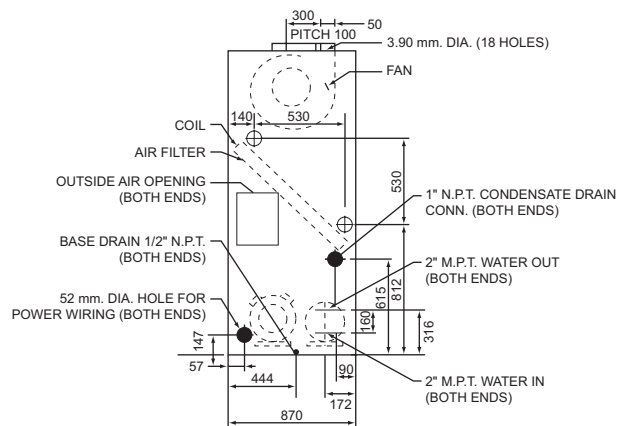 300
50
PITCH 100
3.90 mm. DIA. (18 HOLES)
FAN
140
530
COIL
AIR FILTER
OUTSIDE AIR OPENING
(BOTH ENDS)
530
1" N.P.T. CONDENSATE DRAIN
CONN. (BOTH ENDS)
BASE DRAIN 1/2" N.P.T.
(BOTH ENDS)
2" M.P.T. WATER OUT
(BOTH ENDS)
615
812
52 mm. DIA. HOLE FOR
POWER WIRING (BOTH ENDS)
160
316
147
57
444
90
172
2" M.P.T. WATER IN
(BOTH ENDS)
870